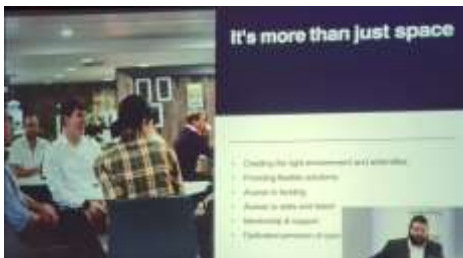 It's more than just space
• Creating the right environment and amenities
• Providing flexible solutions
• Access to funding
• Access to skills and talent
• Mentorship & support
• Dedicated provision of